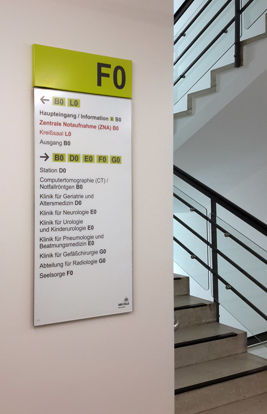 F0
← B0 L0
Haupteingang / Information B0
Zentrale Notaufnahme (ZNA) B0
Kreißsaal L0
Ausgang B0
→ B0 D0 E0 F0 G0
Station D0
Computertomographie (CT) /
Notfallröntgen B0
Klinik für Geriatrie und
Altersmedizin D0
Klinik für Neurologie E0
Klinik für Urologie
und Kinderurologie E0
Klinik für Pneumologie und
Beatmungsmedizin E0
Klinik für Gefäßchirurgie G0
Abteilung für Radiologie G0
Seelsorge F0